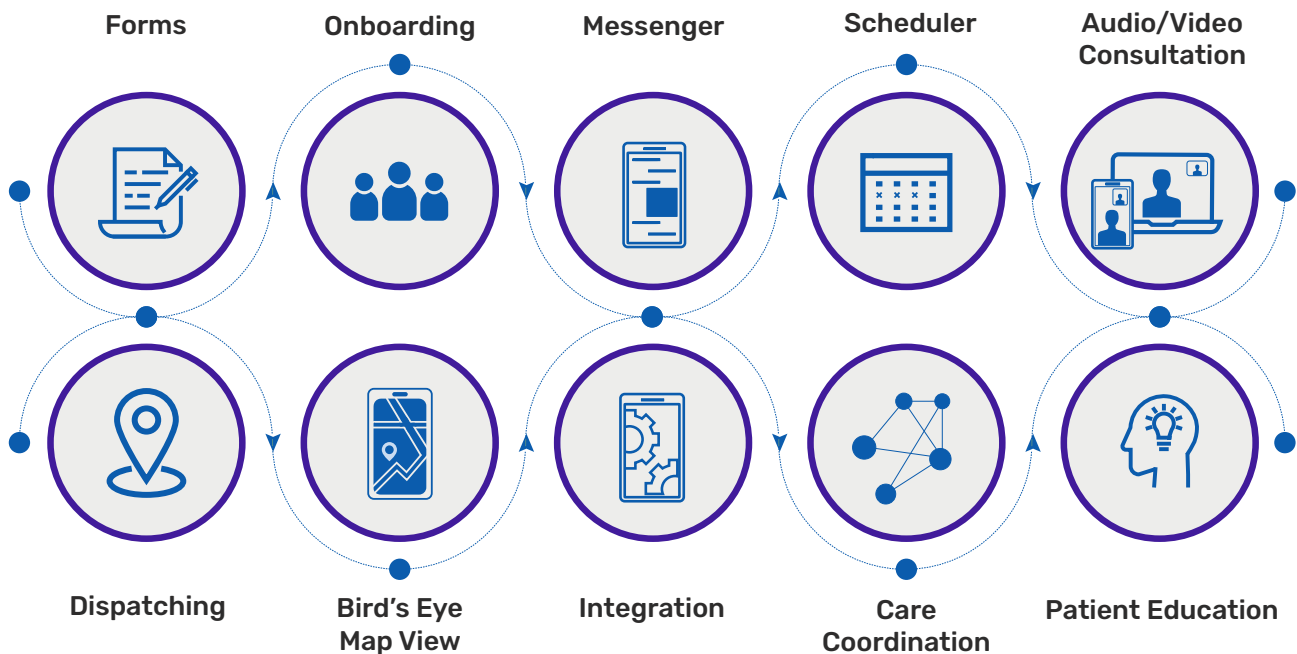 Forms
Onboarding
Messenger
Scheduler
Audio/Video
Consultation
Dispatching
Bird's Eye
Map View
Integration
Care
Coordination
Patient Education